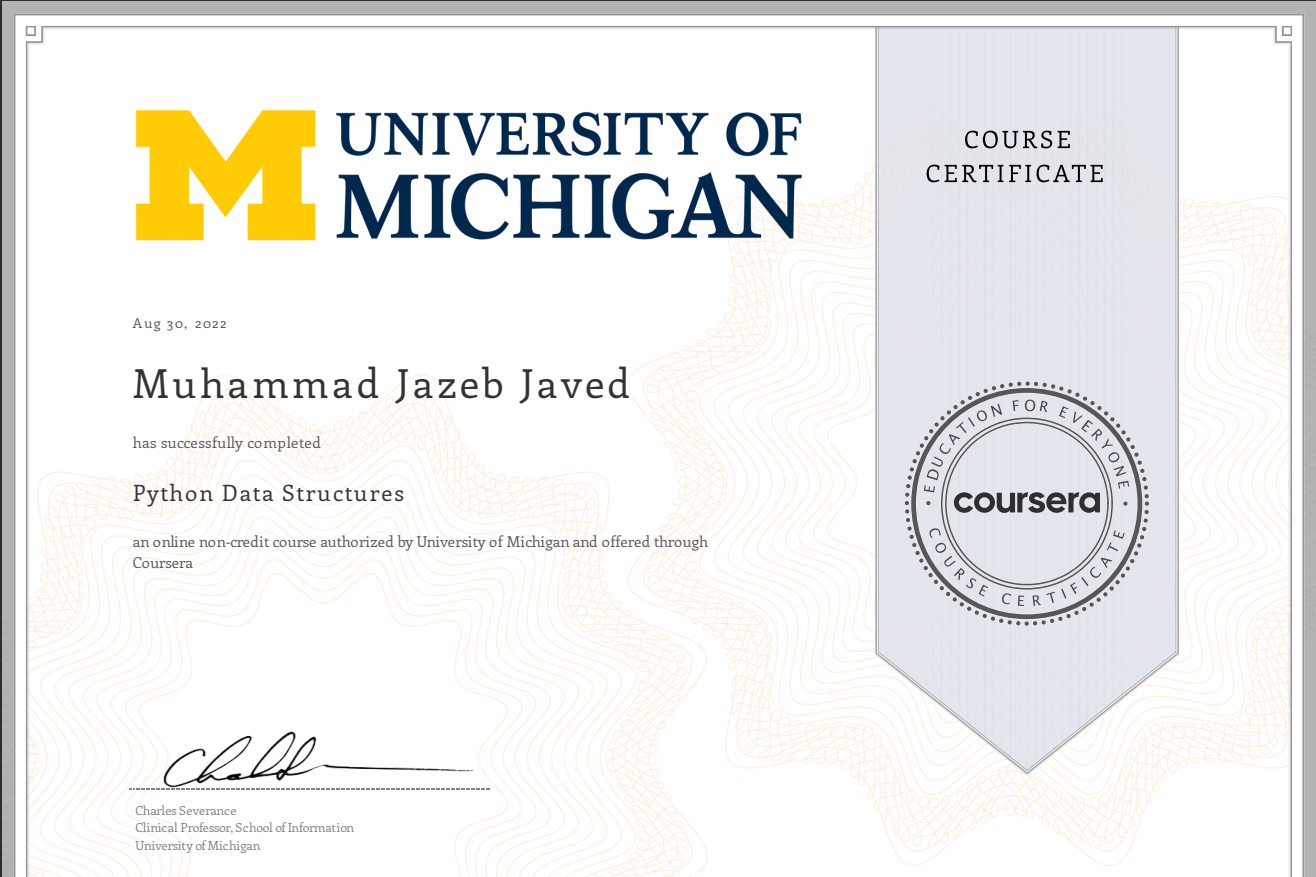 UNIVERSITY OF
MICHIGAN
COURSE
CERTIFICATE
Aug 30, 2022
Muhammad Jazeb Javed
has successfully completed
Python Data Structures
an online non-credit course authorized by University of Michigan and offered through
Coursera
EDUCATION FOR EVERYONE
coursera
COURSE CERTIFICATE
Charles Severance
Clinical Professor, School of Information
University of Michigan